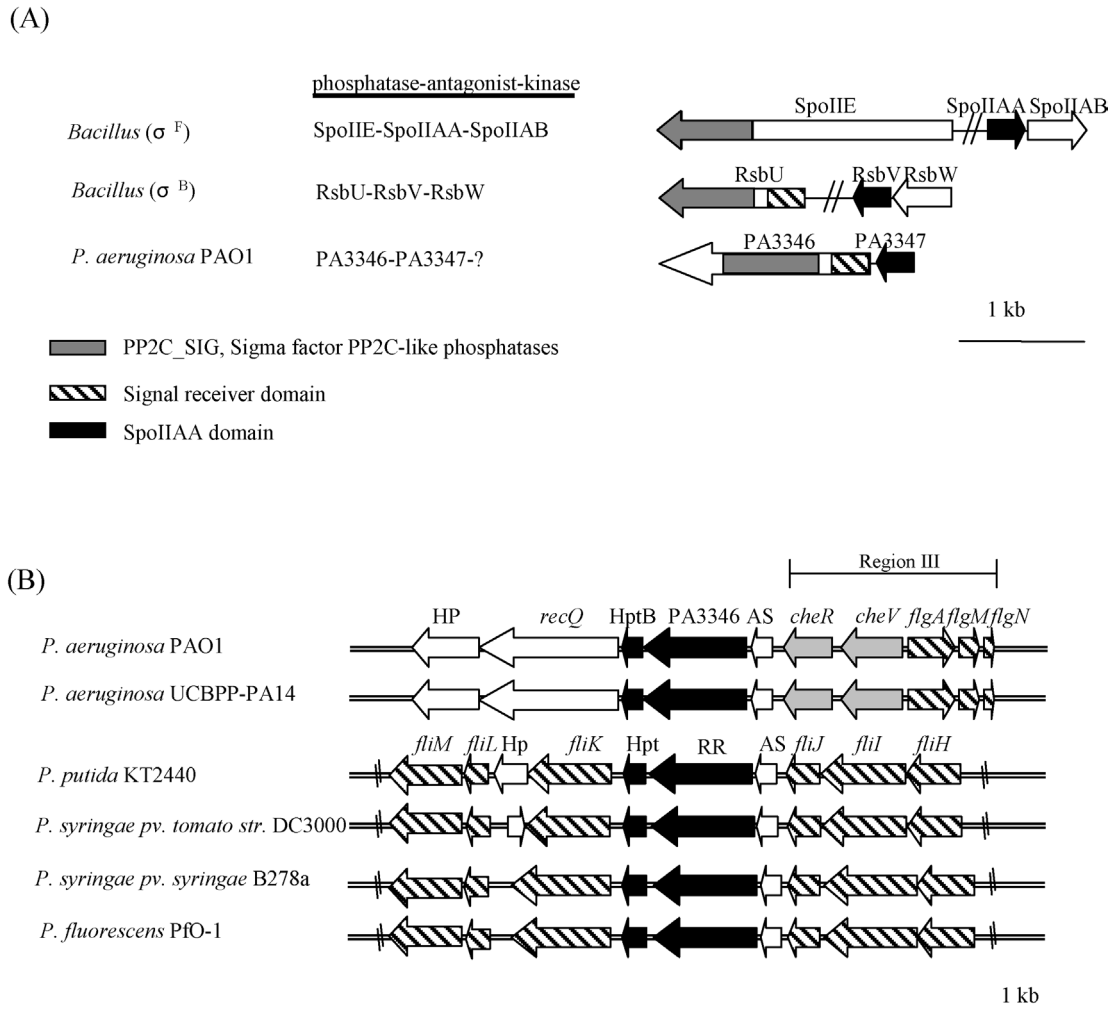 (A)
phosphatase-antagonist-kinase
SpoIIE SpoIIAA SpoIIAB
Bacillus (σ F) SpoIIE-SpoIIAA-SpoIIAB
RsbU RsbV RsbW
Bacillus (σ B) RsbU-RsbV-RsbW
PA3346 PA3347
P. aeruginosa PAO1 PA3346-PA3347-?
1 kb
PP2C_SIG, Sigma factor PP2C-like phosphatases
Signal receiver domain
SpoIIAA domain
(B)
Region III
HP recQ HptB PA3346 AS cheR cheV flgA flgM flgN
P. aeruginosa PAO1
P. aeruginosa UCBPP-PA14
fliM fliL Hp fliK Hpt RR AS fliJ fliI fliH
P. putida KT2440
P. syringae pv. tomato str. DC3000
P. syringae pv. syringae B278a
P. fluorescens PfO-1
1 kb